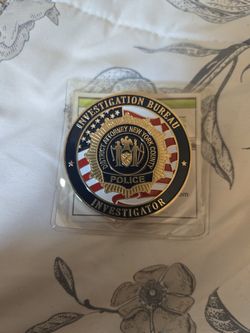 INVESTIGATION BUREAU
DISTRICT ATTORNEY NEW YORK COUNTY
POLICE
INVESTIGATOR